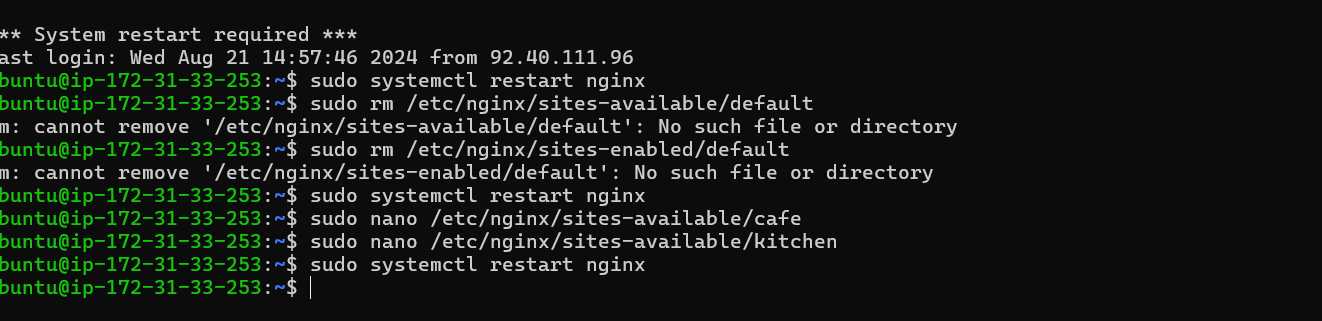 ** System restart required ***
ast login: Wed Aug 21 14:57:46 2024 from 92.40.111.96
buntu@ip-172-31-33-253:~$ sudo systemctl restart nginx
buntu@ip-172-31-33-253:~$ sudo rm /etc/nginx/sites-available/default
m: cannot remove '/etc/nginx/sites-available/default': No such file or directory
buntu@ip-172-31-33-253:~$ sudo rm /etc/nginx/sites-enabled/default
m: cannot remove '/etc/nginx/sites-enabled/default': No such file or directory
buntu@ip-172-31-33-253:~$ sudo systemctl restart nginx
buntu@ip-172-31-33-253:~$ sudo nano /etc/nginx/sites-available/cafe
buntu@ip-172-31-33-253:~$ sudo nano /etc/nginx/sites-available/kitchen
buntu@ip-172-31-33-253:~$ sudo systemctl restart nginx
buntu@ip-172-31-33-253:~$